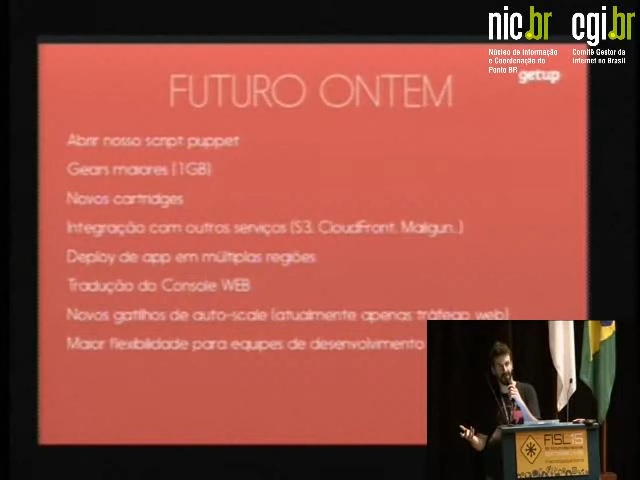 nic.br cgi.br
Núcleo de Informação
e Coordenação do
Ponto BR
Comitê Gestor da
Internet no Brasil
getup
FUTURO ONTEM
Abrir nosso script puppet
Gears maiores (1GB)
Novos cartridges
Integração com outros serviços (S3, CloudFront, Mailgun..)
Deploy de app em múltiplas regiões
Tradução do Console WEB
Novos gatilhos de auto-scale (atualmente apenas tráfego web)
Maior flexibilidade para equipes de desenvolvimento
FISL15